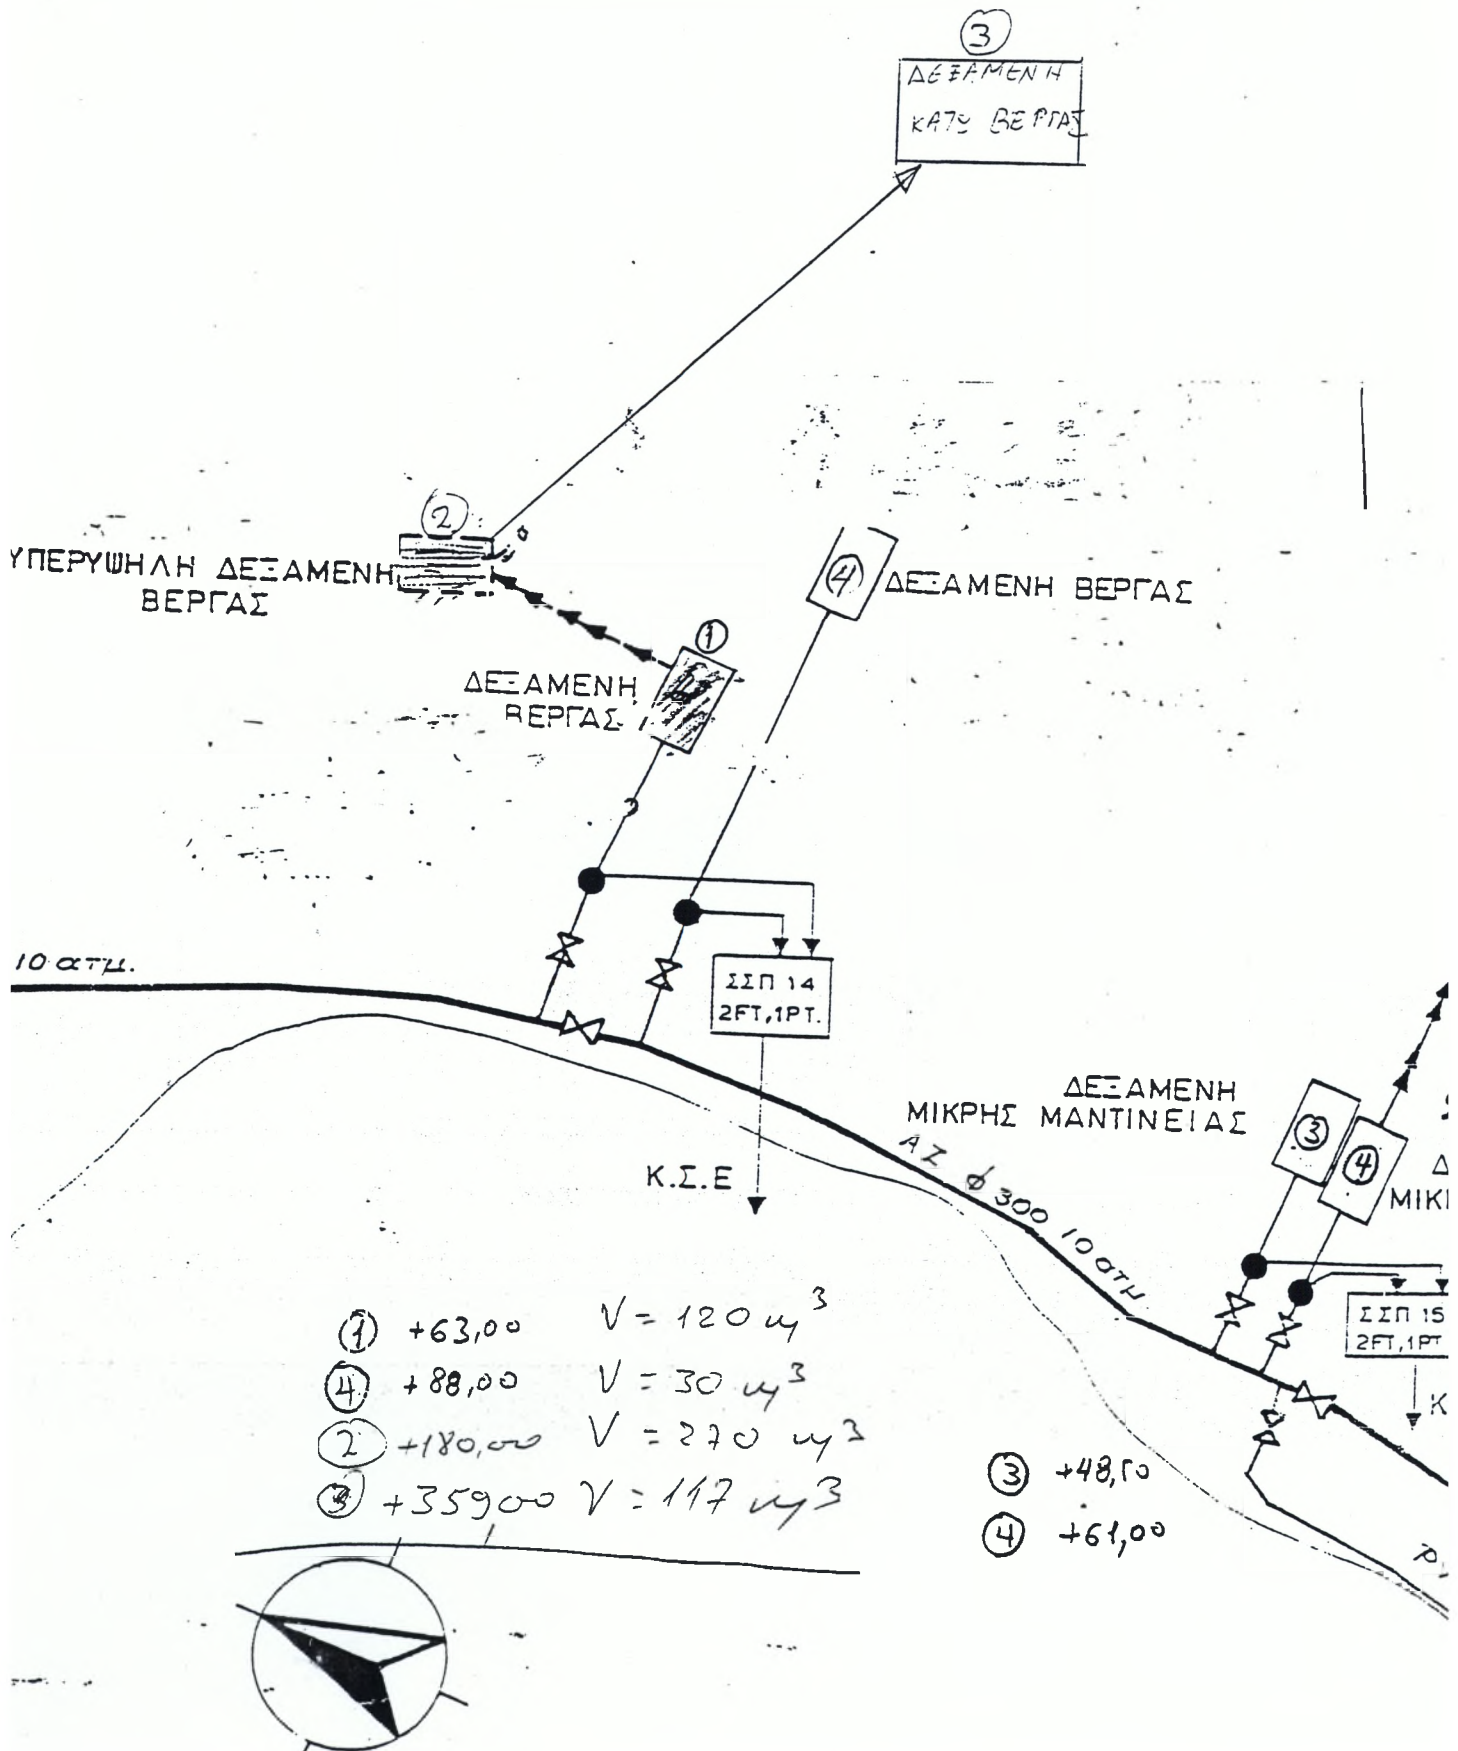 3
ΔΕΞΑΜΕΝΗ
ΚΑΤΩ ΒΕΡΓΑΣ
2
ΥΠΕΡΥΨΗΛΗ ΔΕΞΑΜΕΝΗ
ΒΕΡΓΑΣ
4
ΔΕΞΑΜΕΝΗ ΒΕΡΓΑΣ
1
ΔΕΞΑΜΕΝΗ
ΒΕΡΓΑΣ
10 ατμ.
ΣΣΠ 14
2FT,1PT.
Κ.Σ.Ε
ΔΕΞΑΜΕΝΗ
ΜΙΚΡΗΣ ΜΑΝΤΙΝΕΙΑΣ
3
4
Δ
ΜΙΚ
ΑΖ φ 300 10 ατμ
ΣΣΠ 15
2FT,1PT
Κ
1 +63,00 V = 120 m³
4 +88,00 V = 30 m³
2 +180,00 V = 270 m³
3 +359,00 V = 117 m³
3 +48,50
4 +61,00